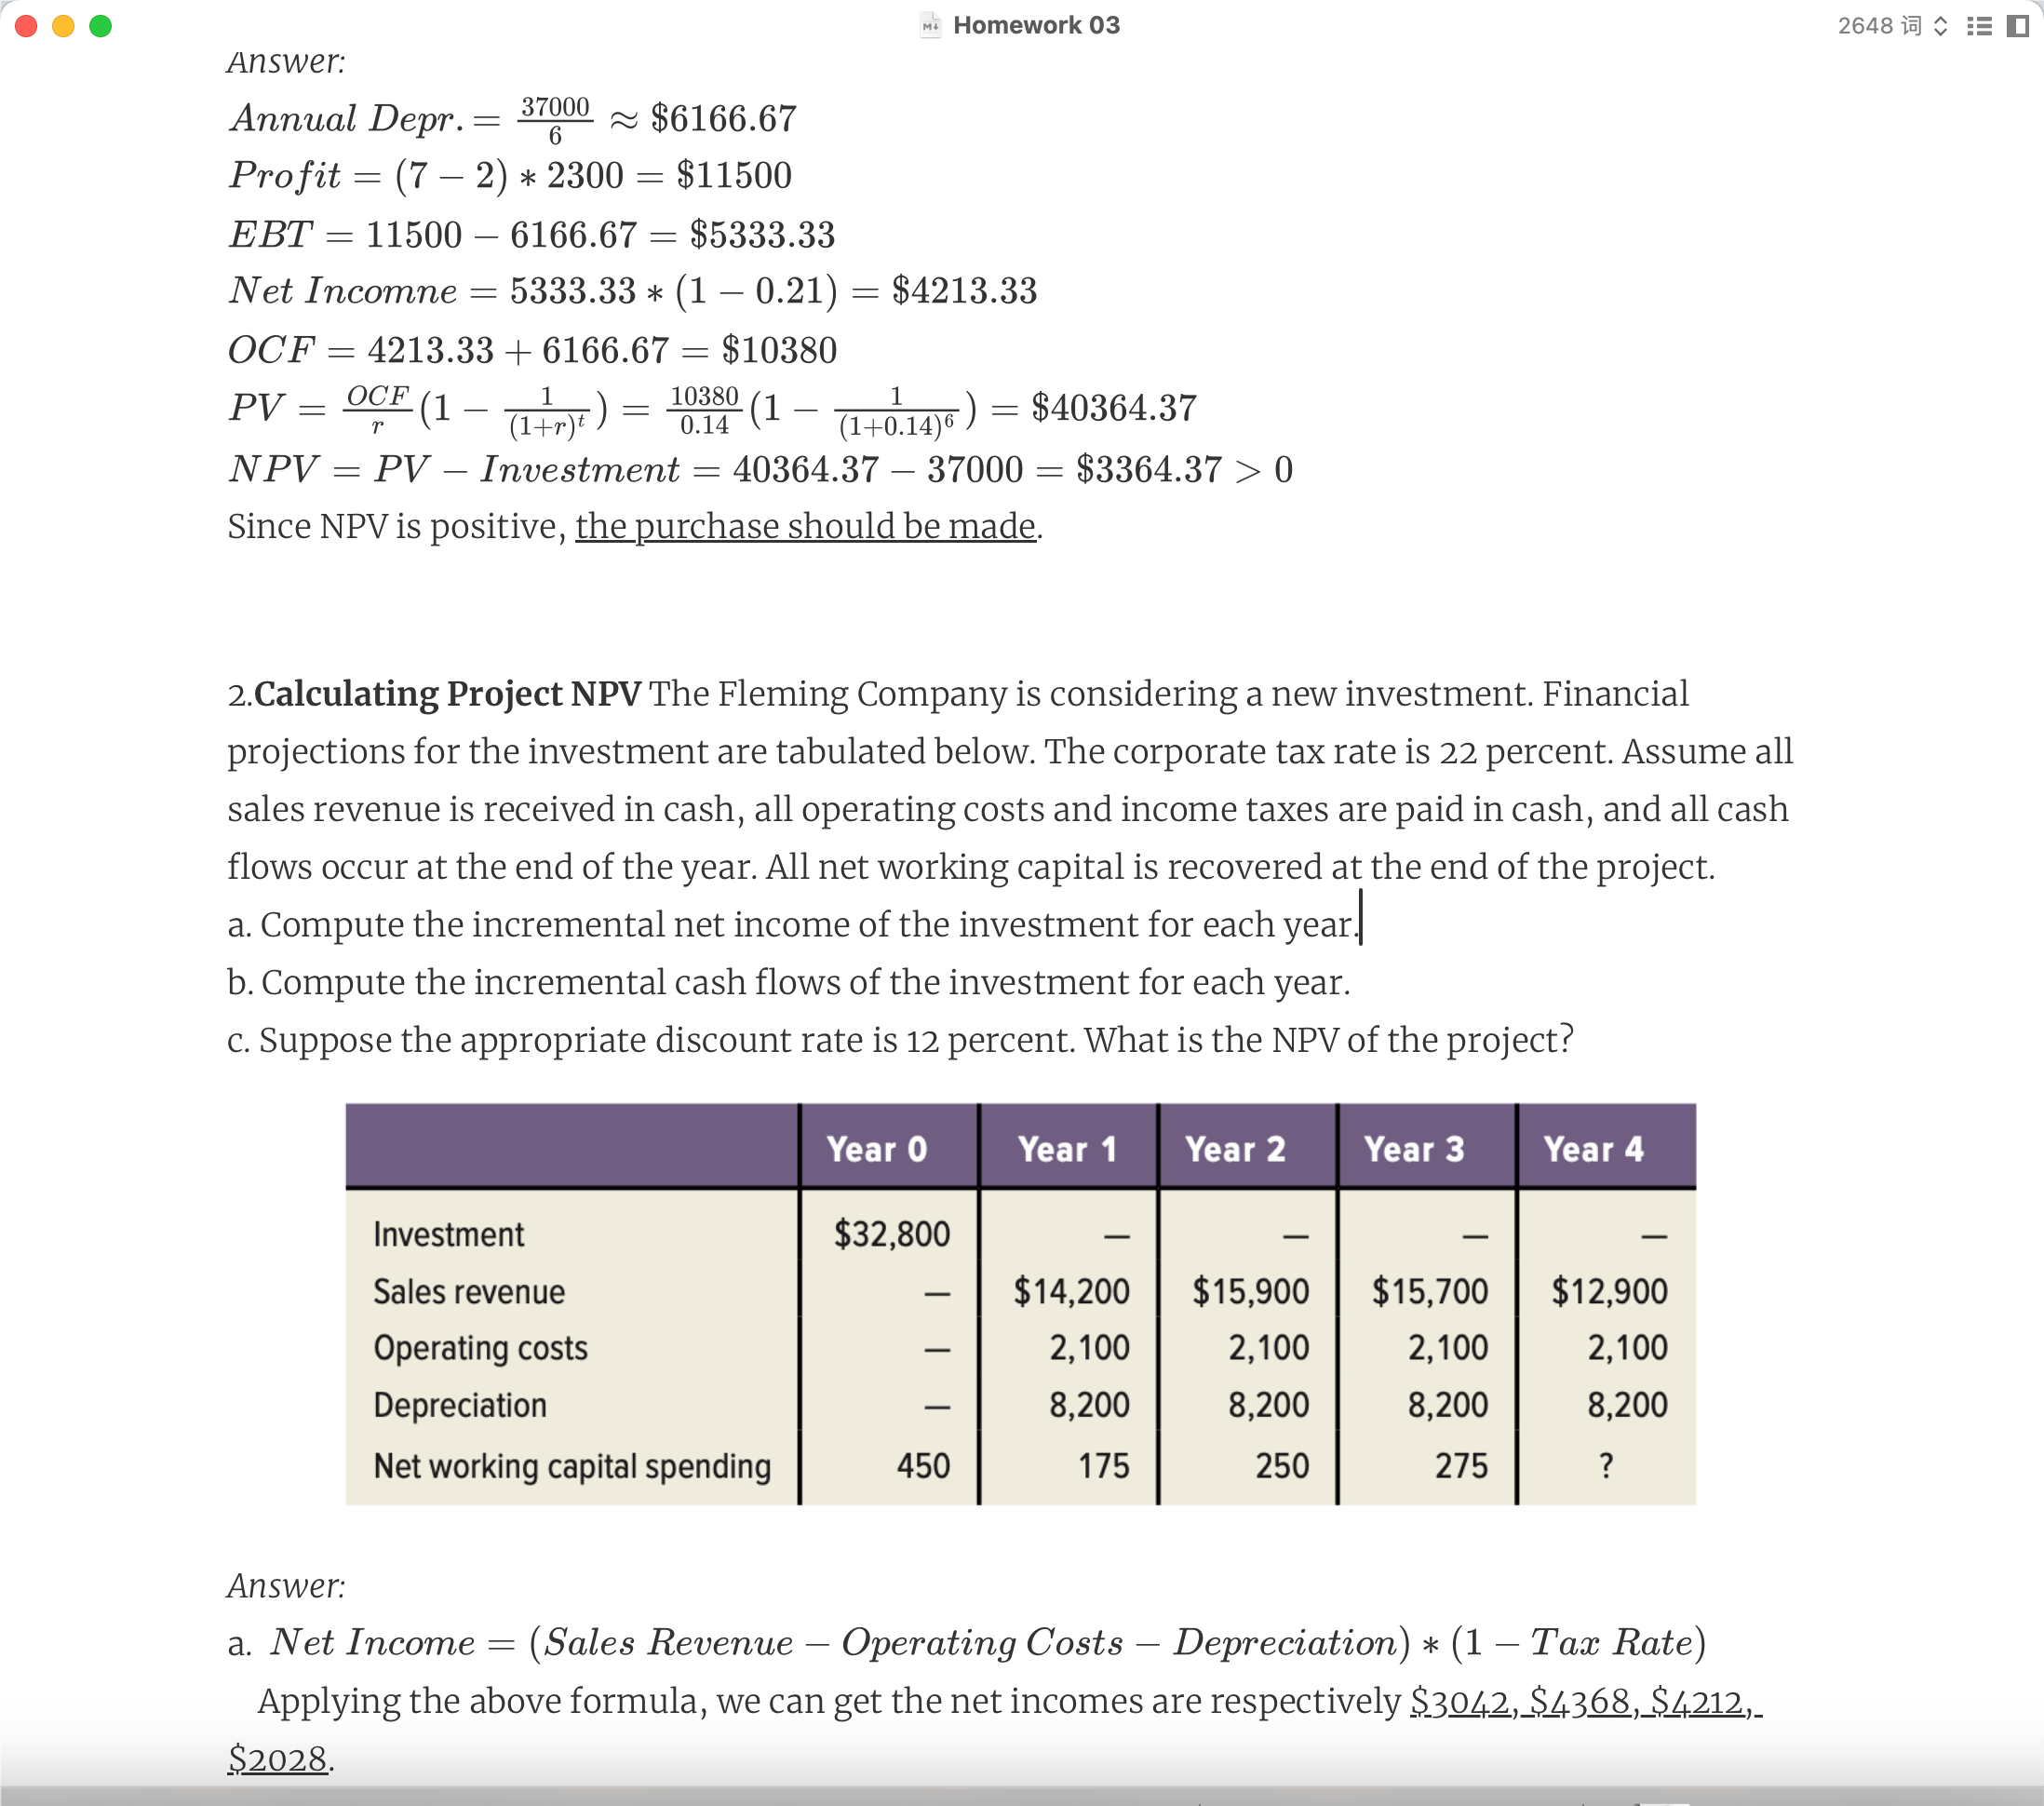 Homework 03
2648 词
Answer:
Annual Depr. = 37000/6 ≈ $6166.67
Profit = (7 − 2) * 2300 = $11500
EBT = 11500 − 6166.67 = $5333.33
Net Incomne = 5333.33 * (1 − 0.21) = $4213.33
OCF = 4213.33 + 6166.67 = $10380
PV = OCF/r (1 − 1/(1+r)^t) = 10380/0.14 (1 − 1/(1+0.14)^6) = $40364.37
NPV = PV − Investment = 40364.37 − 37000 = $3364.37 > 0
Since NPV is positive, the purchase should be made.
2.Calculating Project NPV The Fleming Company is considering a new investment. Financial
projections for the investment are tabulated below. The corporate tax rate is 22 percent. Assume all
sales revenue is received in cash, all operating costs and income taxes are paid in cash, and all cash
flows occur at the end of the year. All net working capital is recovered at the end of the project.
a. Compute the incremental net income of the investment for each year.
b. Compute the incremental cash flows of the investment for each year.
c. Suppose the appropriate discount rate is 12 percent. What is the NPV of the project?
Year 0 Year 1 Year 2 Year 3 Year 4
Investment $32,800 — — — —
Sales revenue — $14,200 $15,900 $15,700 $12,900
Operating costs — 2,100 2,100 2,100 2,100
Depreciation — 8,200 8,200 8,200 8,200
Net working capital spending 450 175 250 275 ?
Answer:
a. Net Income = (Sales Revenue − Operating Costs − Depreciation) * (1 − Tax Rate)
Applying the above formula, we can get the net incomes are respectively $3042, $4368, $4212,
$2028.